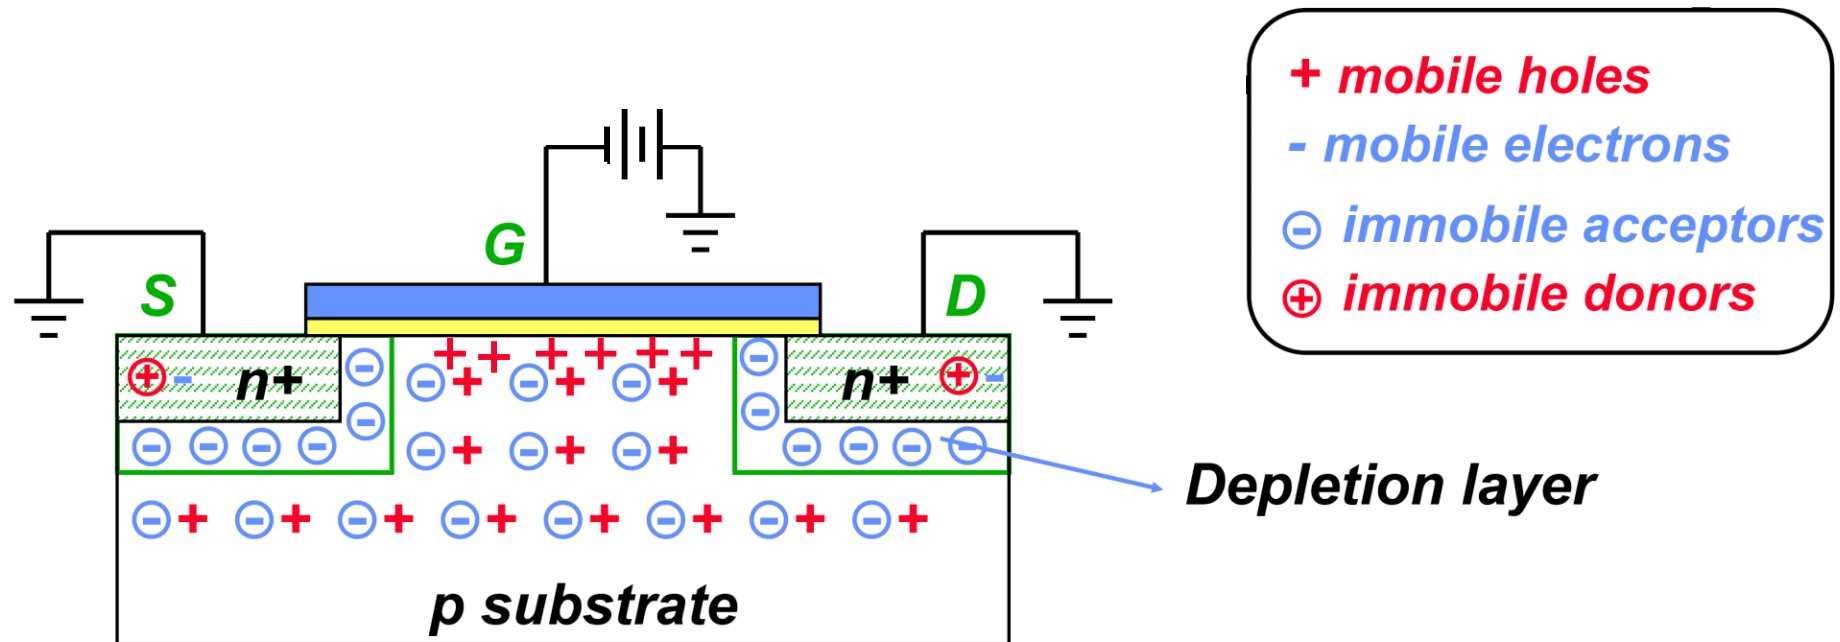 + mobile holes
- mobile electrons
⊖ immobile acceptors
⊕ immobile donors
G
S
D
n+
n+
Depletion layer
p substrate